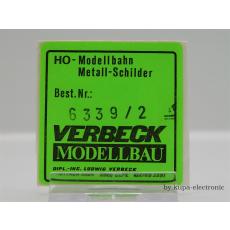 HO-Modellbahn
Metall-Schilder
Best.Nr.:
6339/2
VERBECK
MODELLBAU
DIPL.-ING. LUDWIG VERBECK
by kupa-electronic